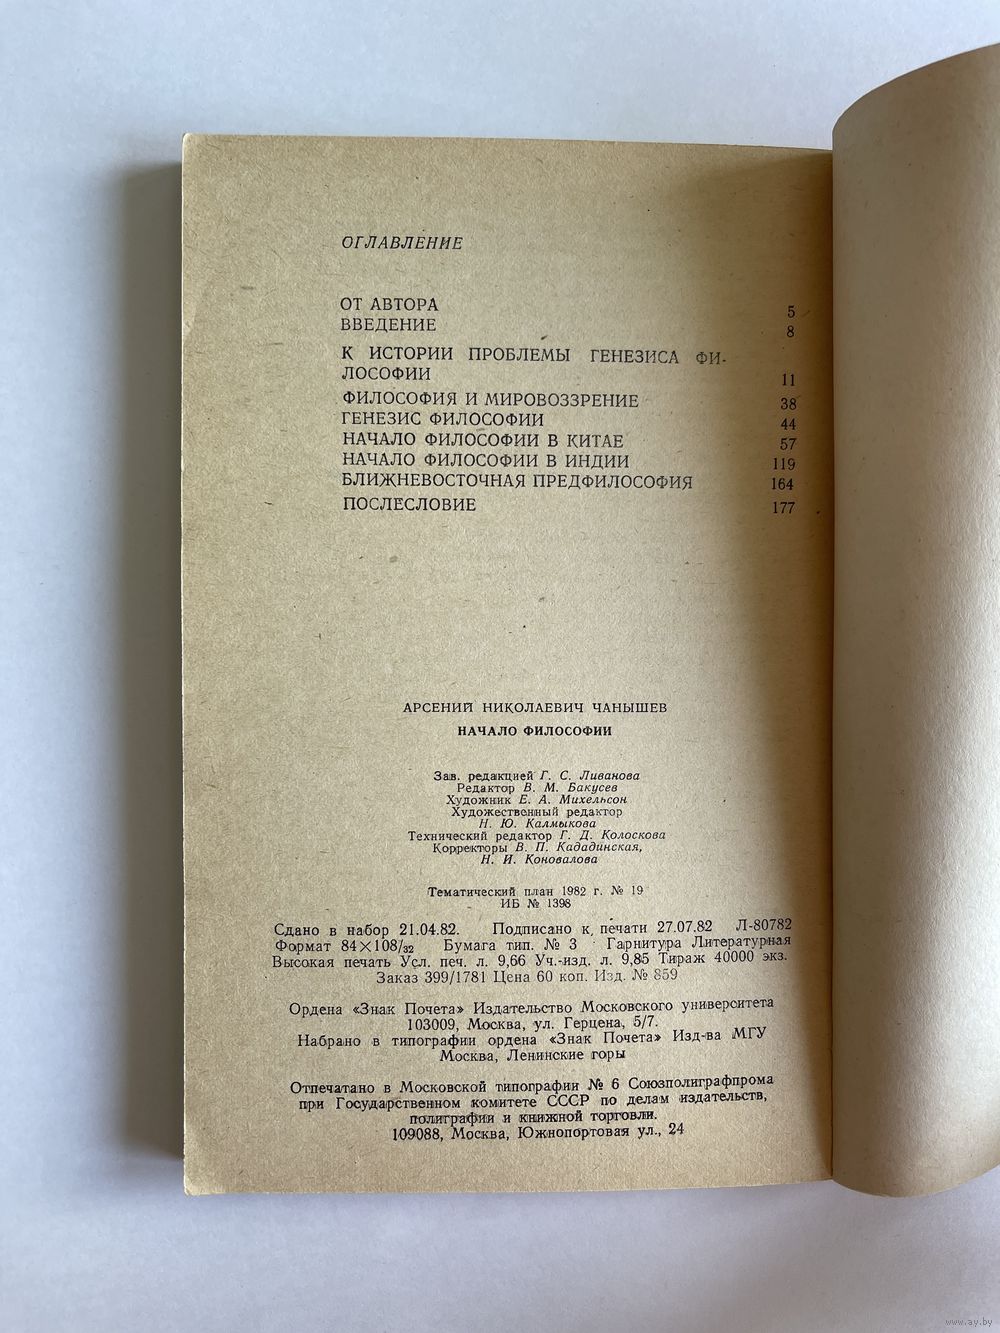 ОГЛАВЛЕНИЕ
ОТ АВТОРА 5
ВВЕДЕНИЕ 8
К ИСТОРИИ ПРОБЛЕМЫ ГЕНЕЗИСА ФИ-
ЛОСОФИИ 11
ФИЛОСОФИЯ И МИРОВОЗЗРЕНИЕ 38
ГЕНЕЗИС ФИЛОСОФИИ 44
НАЧАЛО ФИЛОСОФИИ В КИТАЕ 57
НАЧАЛО ФИЛОСОФИИ В ИНДИИ 119
БЛИЖНЕВОСТОЧНАЯ ПРЕДФИЛОСОФИЯ 164
ПОСЛЕСЛОВИЕ 177
АРСЕНИЙ НИКОЛАЕВИЧ ЧАНЫШЕВ
НАЧАЛО ФИЛОСОФИИ
Зав. редакцией Г. С. Ливанова
Редактор В. М. Бакусев
Художник Е. А. Михельсон
Художественный редактор
Н. Ю. Калмыкова
Технический редактор Г. Д. Колоскова
Корректоры В. П. Кададинская,
Н. И. Коновалова
Тематический план 1982 г. № 19
ИБ № 1398
Сдано в набор 21.04.82. Подписано к печати 27.07.82 Л-80782
Формат 84×108/32 Бумага тип. № 3 Гарнитура Литературная
Высокая печать Усл. печ. л. 9,66 Уч.-изд. л. 9,85 Тираж 40000 экз.
Заказ 399/1781 Цена 60 коп. Изд. № 859
Ордена «Знак Почета» Издательство Московского университета
103009, Москва, ул. Герцена, 5/7.
Набрано в типографии ордена «Знак Почета» Изд-ва МГУ
Москва, Ленинские горы
Отпечатано в Московской типографии № 6 Союзполиграфпрома
при Государственном комитете СССР по делам издательств,
полиграфии и книжной торговли.
109088, Москва, Южнопортовая ул., 24
www.ay.by